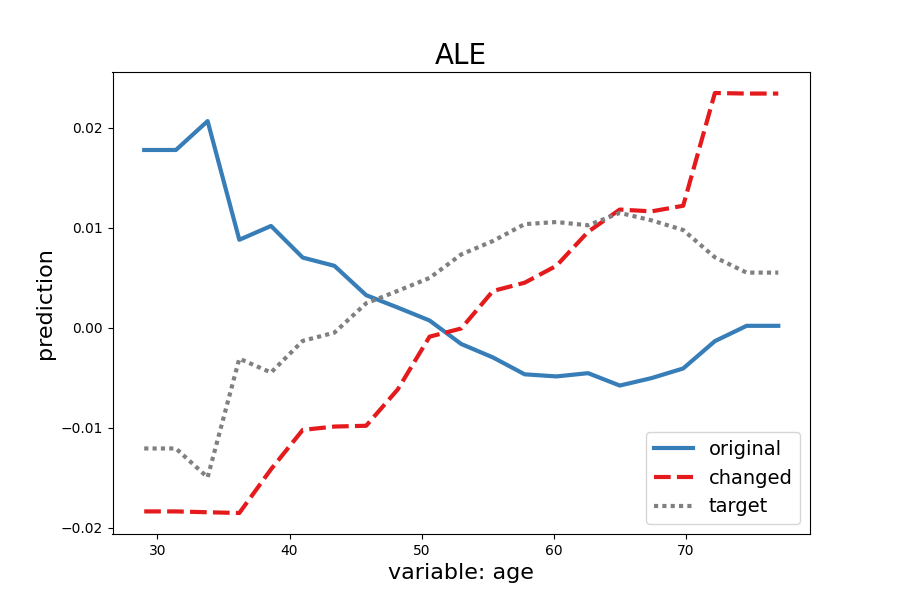 ALE
prediction
0.02
0.01
0.00
−0.01
−0.02
30 40 50 60 70
variable: age
original
changed
target